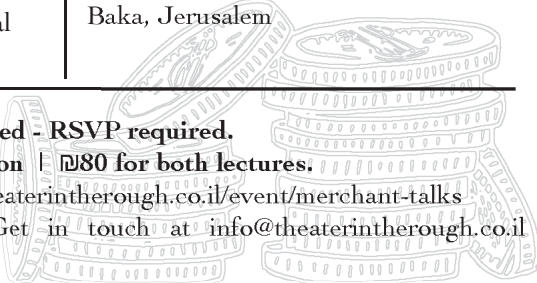 al
Baka, Jerusalem
ed - RSVP required.
on | ₪80 for both lectures.
eaterintherough.co.il/event/merchant-talks
Get in touch at info@theaterintherough.co.il